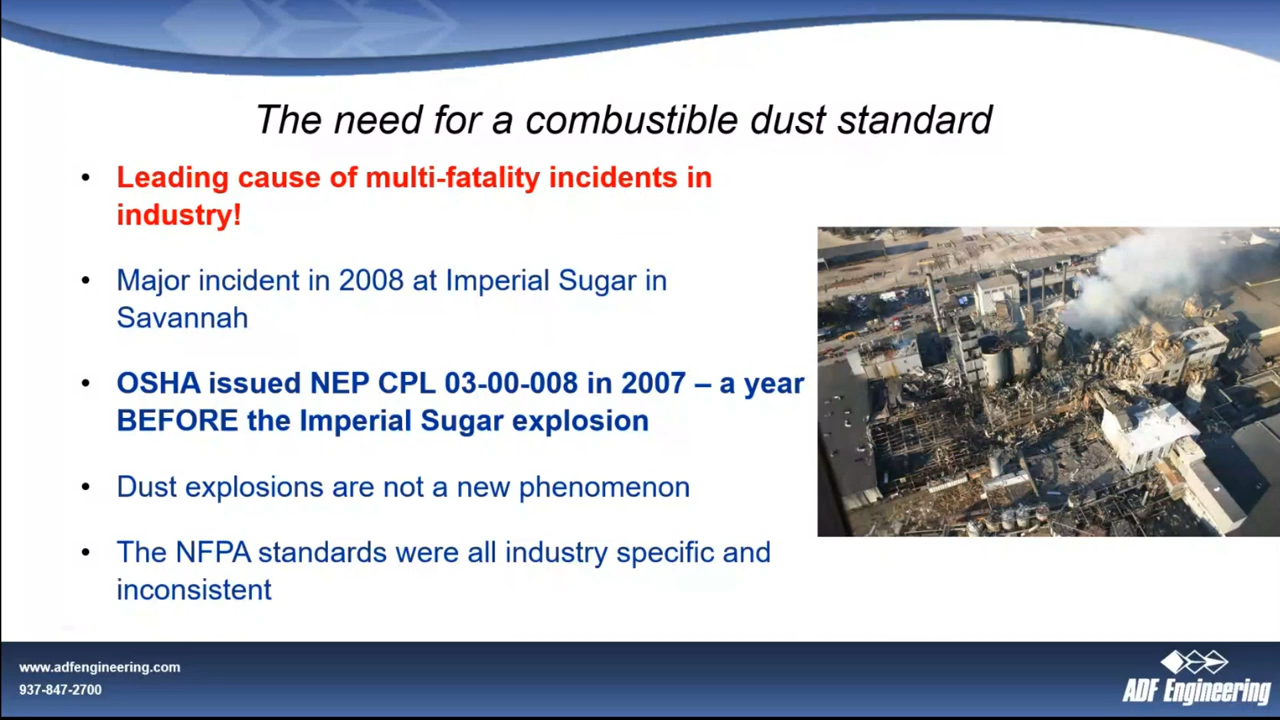 The need for a combustible dust standard
• Leading cause of multi-fatality incidents in
industry!
• Major incident in 2008 at Imperial Sugar in
Savannah
• OSHA issued NEP CPL 03-00-008 in 2007 – a year
BEFORE the Imperial Sugar explosion
• Dust explosions are not a new phenomenon
• The NFPA standards were all industry specific and
inconsistent
www.adfengineering.com
937-847-2700
ADF Engineering